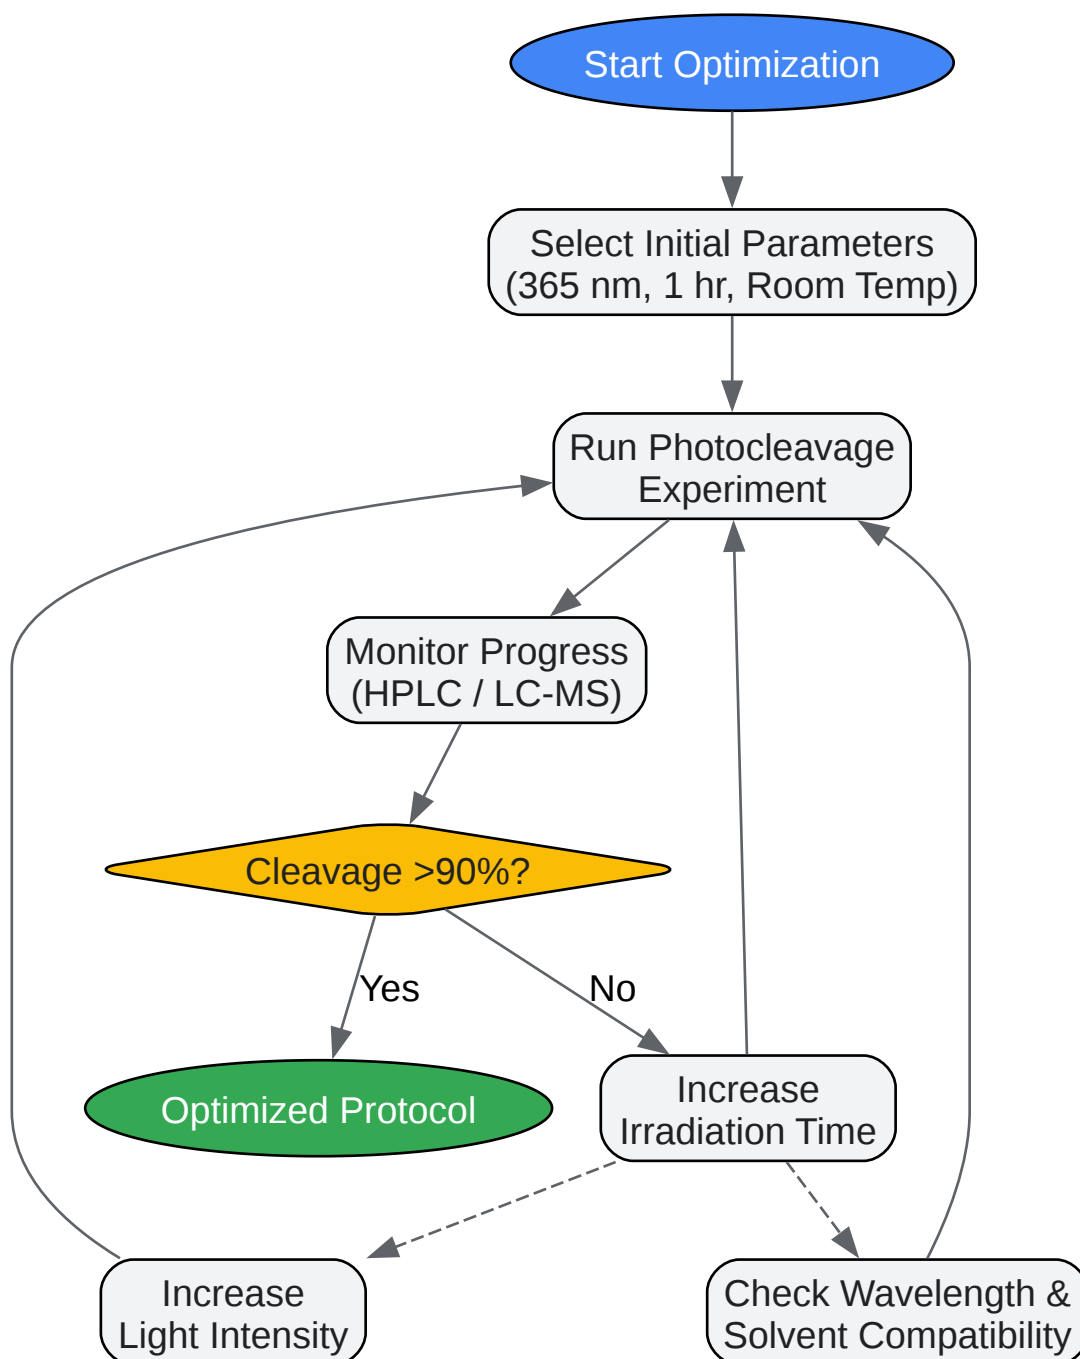 Start Optimization
Select Initial Parameters
(365 nm, 1 hr, Room Temp)
Run Photocleavage
Experiment
Monitor Progress
(HPLC / LC-MS)
Cleavage >90%?
Yes
No
Optimized Protocol
Increase
Irradiation Time
Increase
Light Intensity
Check Wavelength &
Solvent Compatibility